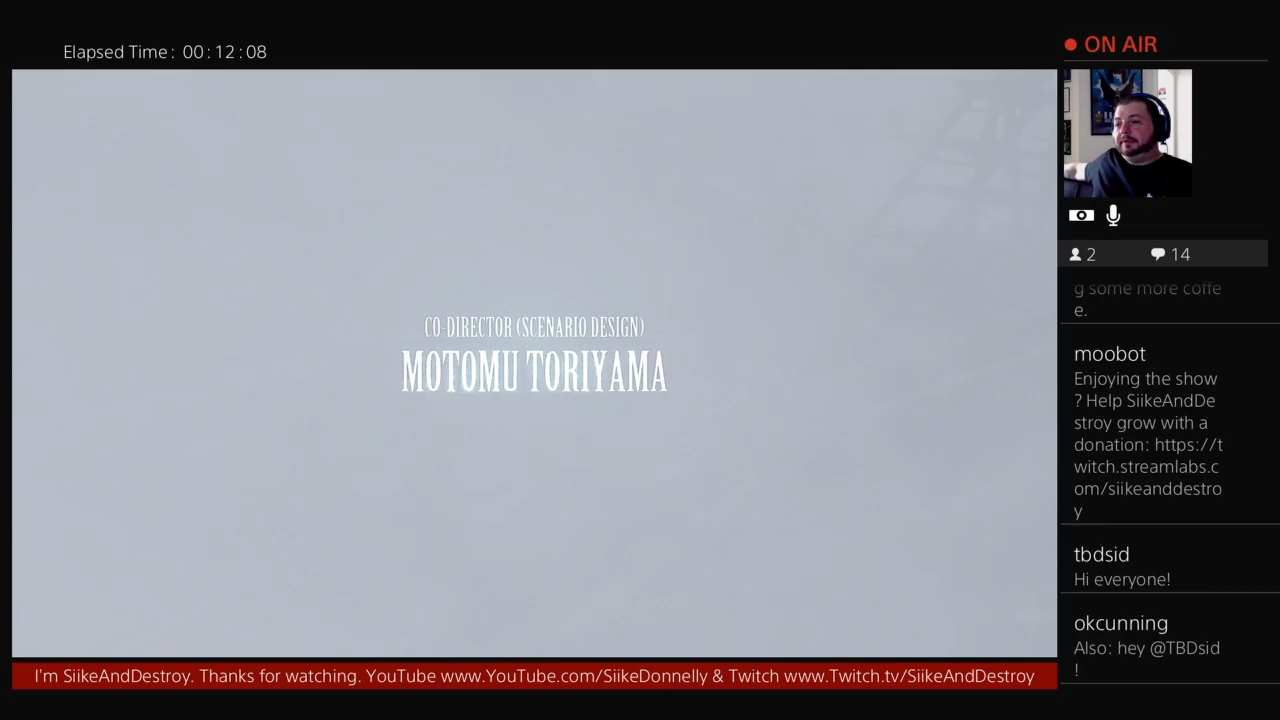 Elapsed Time: 00:12:08
ON AIR
CO-DIRECTOR (SCENARIO DESIGN)
MOTOMU TORIYAMA
2
14
g some more coffe
e.
moobot
Enjoying the show
? Help SiikeAndDe
stroy grow with a
donation: https://t
witch.streamlabs.c
om/siikeanddestro
y
tbdsid
Hi everyone!
okcunning
Also: hey @TBDsid
!
I'm SiikeAndDestroy. Thanks for watching. YouTube www.YouTube.com/SiikeDonnelly & Twitch www.Twitch.tv/SiikeAndDestroy